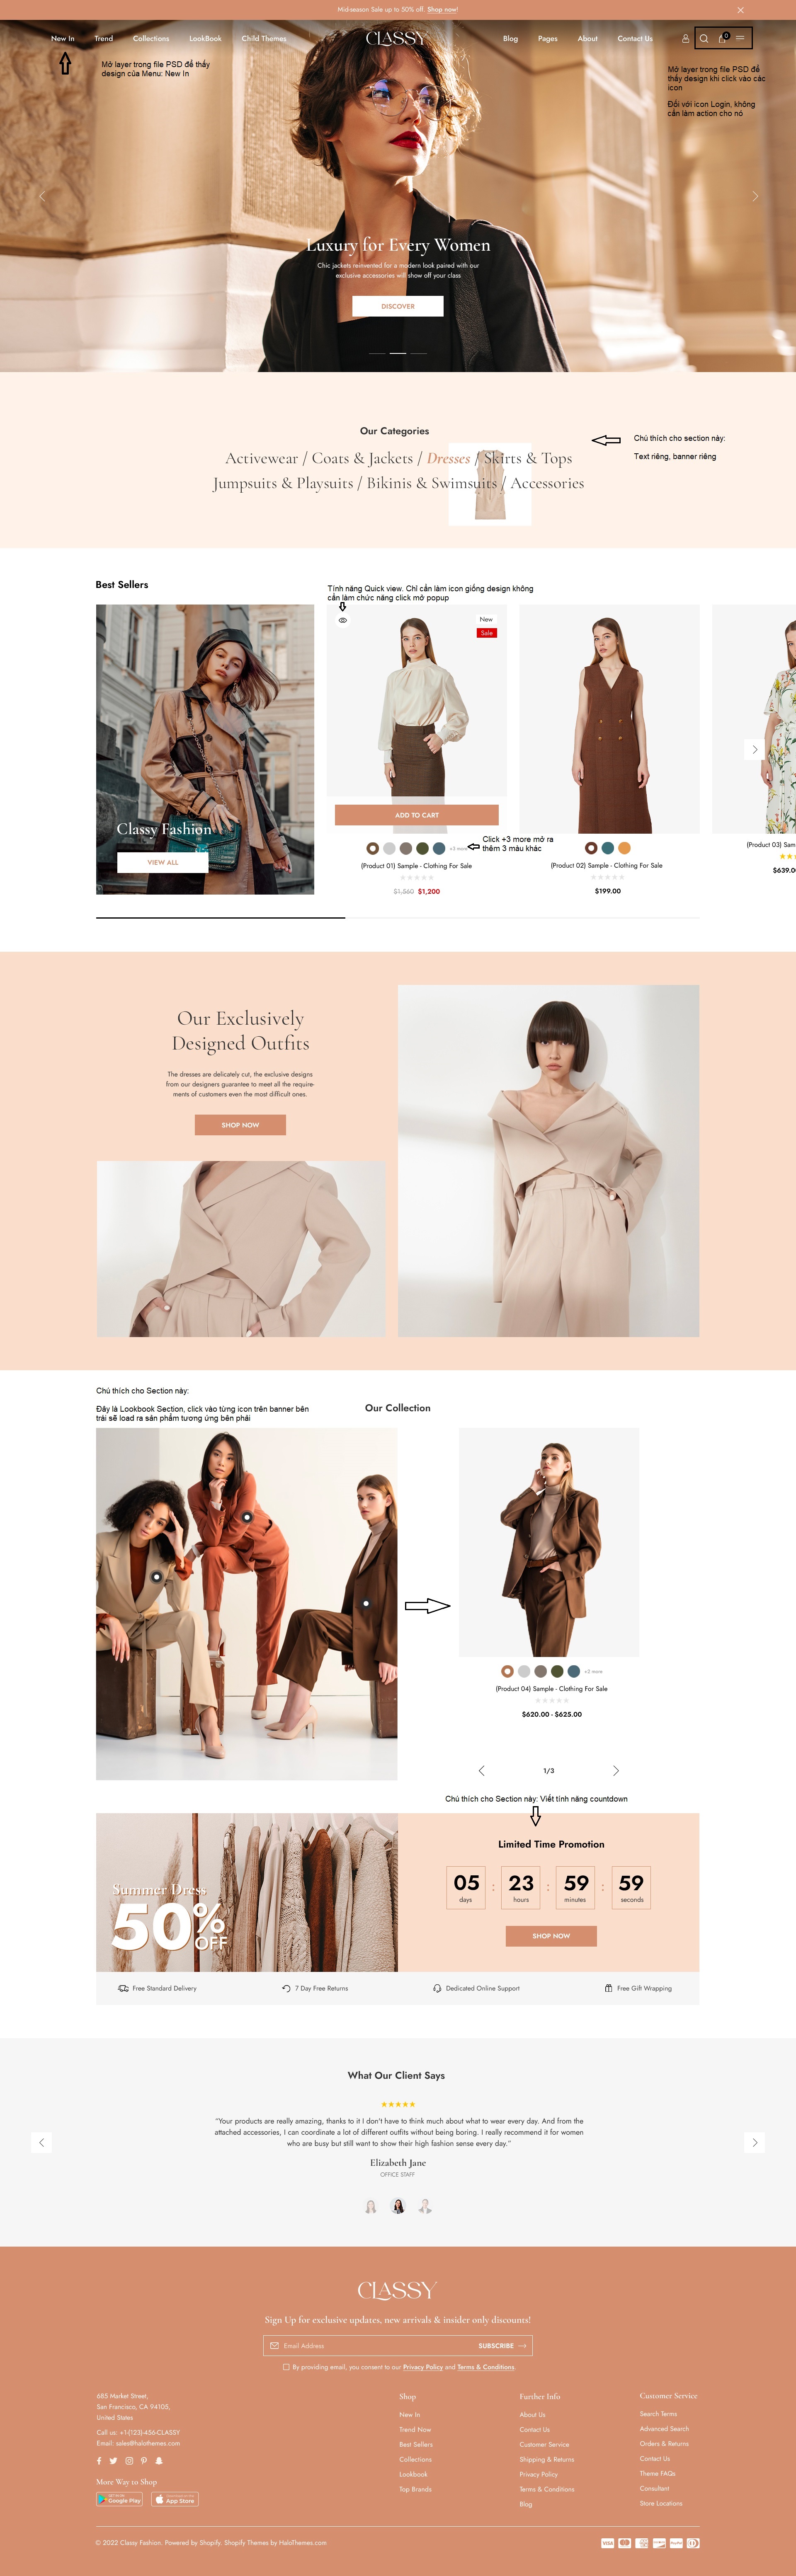 Mid-season Sale up to 50% off. Shop now!
New In
Trend
Collections
LookBook
Child Themes
CLASSY
Blog
Pages
About
Contact Us
0
Mở layer trong file PSD để thấy
design của Menu: New In
Mở layer trong file PSD để
thấy design khi click vào các
icon
Đối với icon Login, không
cần làm action cho nó
Luxury for Every Women
Chic jackets reinvented for a modern look paired with our
exclusive accessories will show off your class
DISCOVER
Our Categories
Activewear / Coats & Jackets / Dresses / Skirts & Tops
Jumpsuits & Playsuits / Bikinis & Swimsuits / Accessories
Chú thích cho section này:
Text riêng, banner riêng
Best Sellers
Tính năng Quick view. Chỉ cần làm icon giống design không
cần làm chức năng click mở popup
New
Sale
Classy Fashion
VIEW ALL
ADD TO CART
+3 more
Click +3 more mở ra
thêm 3 màu khác
(Product 01) Sample - Clothing For Sale
$1,560 $1,200
(Product 02) Sample - Clothing For Sale
$199.00
(Product 03) Sam
$639.0
Our Exclusively
Designed Outfits
The dresses are delicately cut, the exclusive designs
from our designers guarantee to meet all the require-
ments of customers even the most difficult ones.
SHOP NOW
Chú thích cho Section này:
Đây là Lookbook Section, click vào từng icon trên banner bên
trái sẽ load ra sản phẩm tương ứng bên phải
Our Collection
+2 more
(Product 04) Sample - Clothing For Sale
$620.00 - $625.00
1/3
Chú thích cho Section này: Viết tính năng countdown
Summer Dress
50%
OFF
Limited Time Promotion
05 : 23 : 59 : 59
days hours minutes seconds
SHOP NOW
Free Standard Delivery
7 Day Free Returns
Dedicated Online Support
Free Gift Wrapping
What Our Client Says
"Your products are really amazing, thanks to it I don't have to think much about what to wear every day. And from the
attached accessories, I can coordinate a lot of different outfits without being boring. I really recommend it for women
who are busy but still want to show their high fashion sense every day."
Elizabeth Jane
OFFICE STAFF
CLASSY
Sign Up for exclusive updates, new arrivals & insider only discounts!
Email Address
SUBSCRIBE
By providing email, you consent to our Privacy Policy and Terms & Conditions.
685 Market Street,
San Francisco, CA 94105,
United States
Call us: +1-(123)-456-CLASSY
Email: sales@halothemes.com
More Way to Shop
Google Play
App Store
Shop
New In
Trend Now
Best Sellers
Collections
Lookbook
Top Brands
Further Info
About Us
Contact Us
Customer Service
Shipping & Returns
Privacy Policy
Terms & Conditions
Blog
Customer Service
Search Terms
Advanced Search
Orders & Returns
Contact Us
Theme FAQs
Consultant
Store Locations
© 2022 Classy Fashion. Powered by Shopify. Shopify Themes by HaloThemes.com
VISA
PayPal